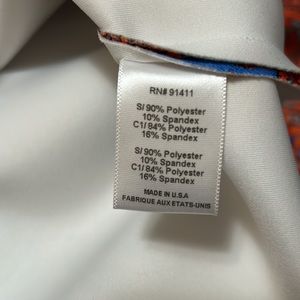 RN# 91411
S/ 90% Polyester
10% Spandex
C1/ 84% Polyester
16% Spandex
S/ 90% Polyester
10% Spandex
C1/ 84% Polyester
16% Spandex
MADE IN U.S.A
FABRIQUE AUX ETATS-UNIS